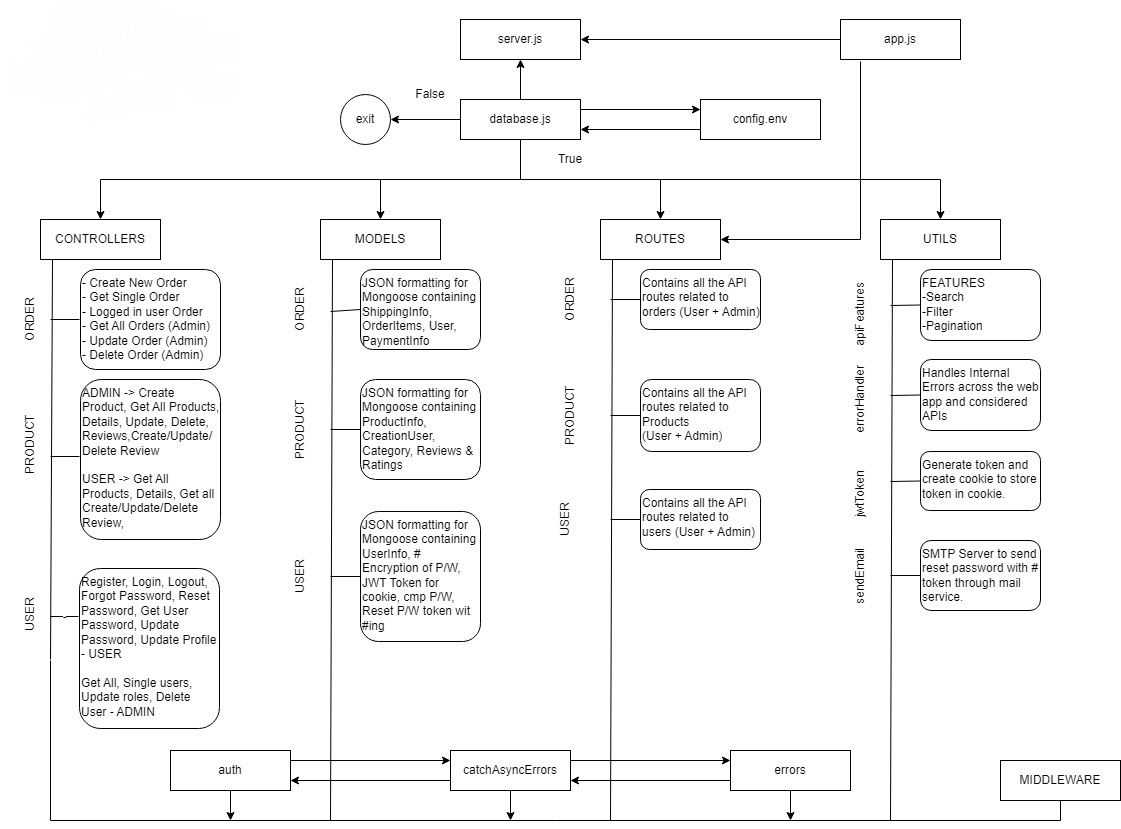 server.js
app.js
False
exit
database.js
config.env
True
CONTROLLERS
MODELS
ROUTES
UTILS
ORDER
- Create New Order
- Get Single Order
- Logged in user Order
- Get All Orders (Admin)
- Update Order (Admin)
- Delete Order (Admin)
PRODUCT
ADMIN -> Create
Product, Get All Products,
Details, Update, Delete,
Reviews,Create/Update/
Delete Review
USER -> Get All
Products, Details, Get all
Create/Update/Delete
Review,
USER
Register, Login, Logout,
Forgot Password, Reset
Password, Get User
Password, Update
Password, Update Profile
- USER
Get All, Single users,
Update roles, Delete
User - ADMIN
ORDER
JSON formatting for
Mongoose containing
ShippingInfo,
OrderItems, User,
PaymentInfo
PRODUCT
JSON formatting for
Mongoose containing
ProductInfo,
CreationUser,
Category, Reviews &
Ratings
USER
JSON formatting for
Mongoose containing
UserInfo, #
Encryption of P/W,
JWT Token for
cookie, cmp P/W,
Reset P/W token wit
#ing
ORDER
Contains all the API
routes related to
orders (User + Admin)
PRODUCT
Contains all the API
routes related to
Products
(User + Admin)
USER
Contains all the API
routes related to
users (User + Admin)
apiFeatures
FEATURES
-Search
-Filter
-Pagination
errorHandler
Handles Internal
Errors across the web
app and considered
APIs
jwtToken
Generate token and
create cookie to store
token in cookie.
sendEmail
SMTP Server to send
reset password with #
token through mail
service.
auth
catchAsyncErrors
errors
MIDDLEWARE